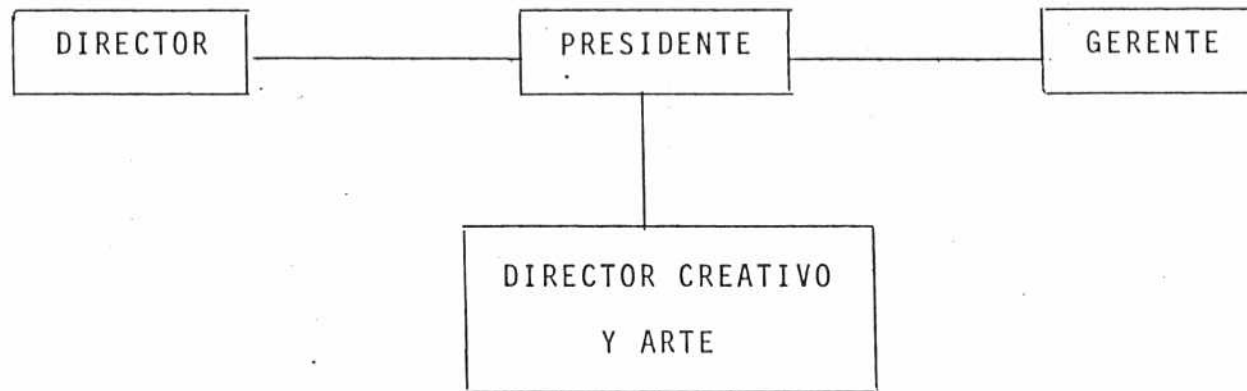 DIRECTOR
PRESIDENTE
GERENTE
DIRECTOR CREATIVO
Y ARTE